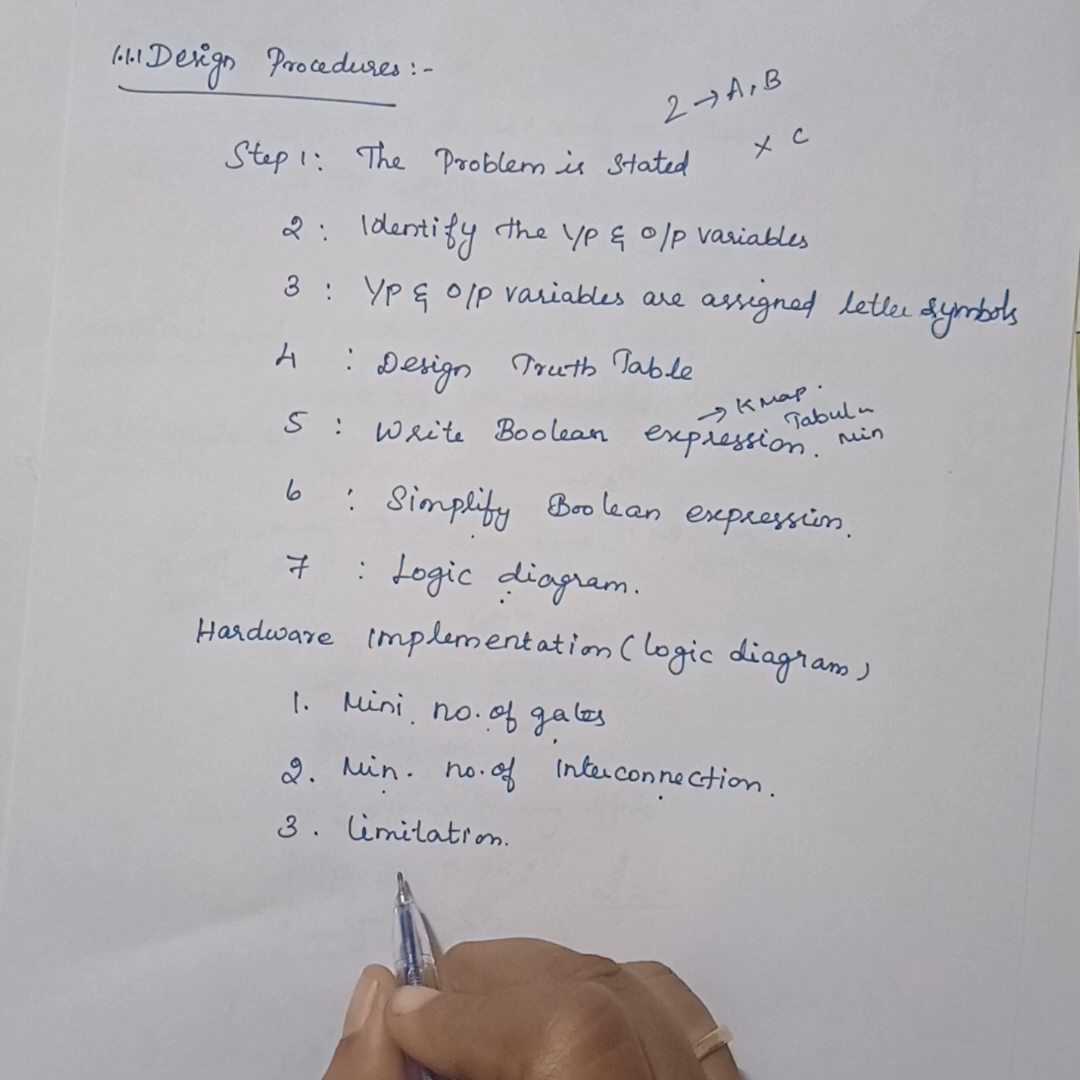 1.1.1 Design Procedures :-
2 → A, B
x C
Step 1: The Problem is stated
2 : Identify the I/P & O/P variables
3 : I/P & O/P variables are assigned letter symbols
4 : Design Truth Table
→ K Map.
Tabula
5 : Write Boolean expression. Min
6 : Simplify Boolean expression.
7 : Logic diagram.
Hardware implementation (logic diagram)
1. Mini. no. of gates
2. Min. no. of interconnection.
3. limitation.